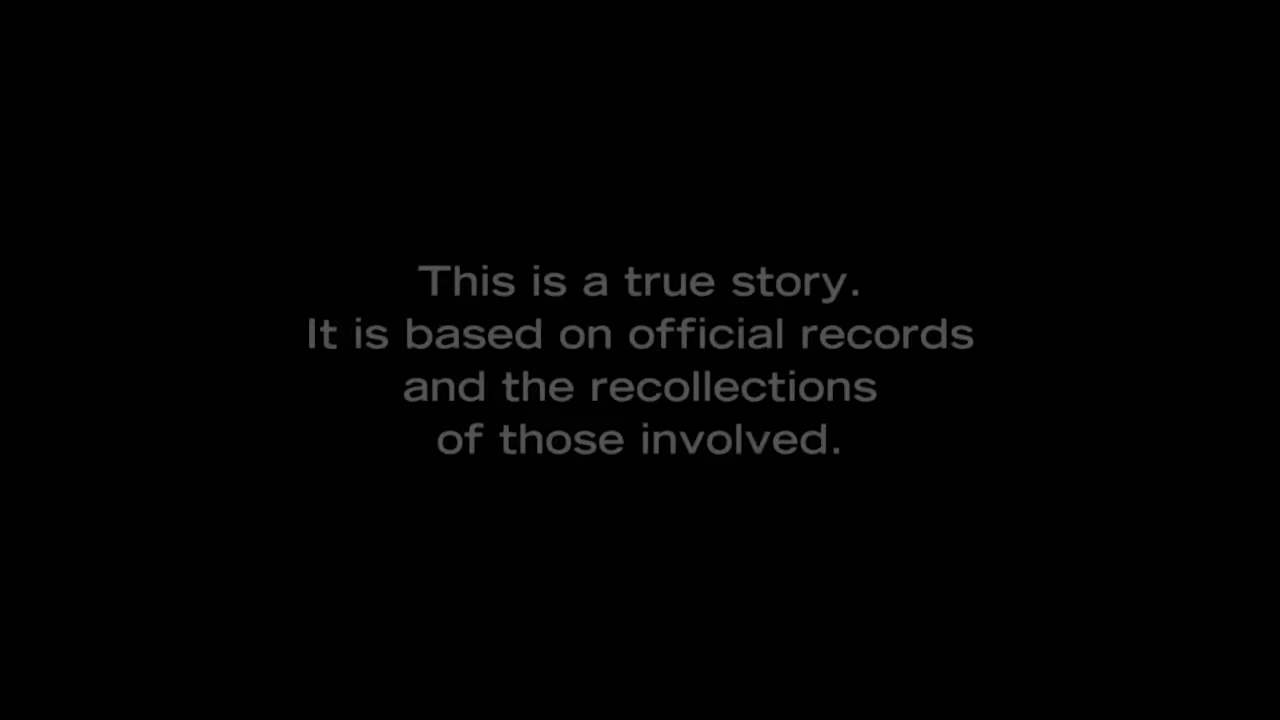 This is a true story.
It is based on official records
and the recollections
of those involved.